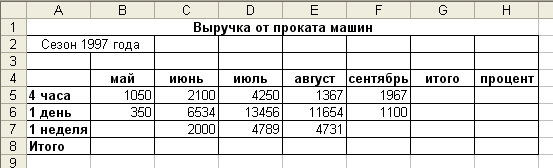 A B C D E F G H
1 Выручка от проката машин
2 Сезон 1997 года
3
4 май июнь июль август сентябрь итого процент
5 4 часа 1050 2100 4250 1367 1967
6 1 день 350 6534 13456 11654 1100
7 1 неделя 2000 4789 4731
8 Итого
9